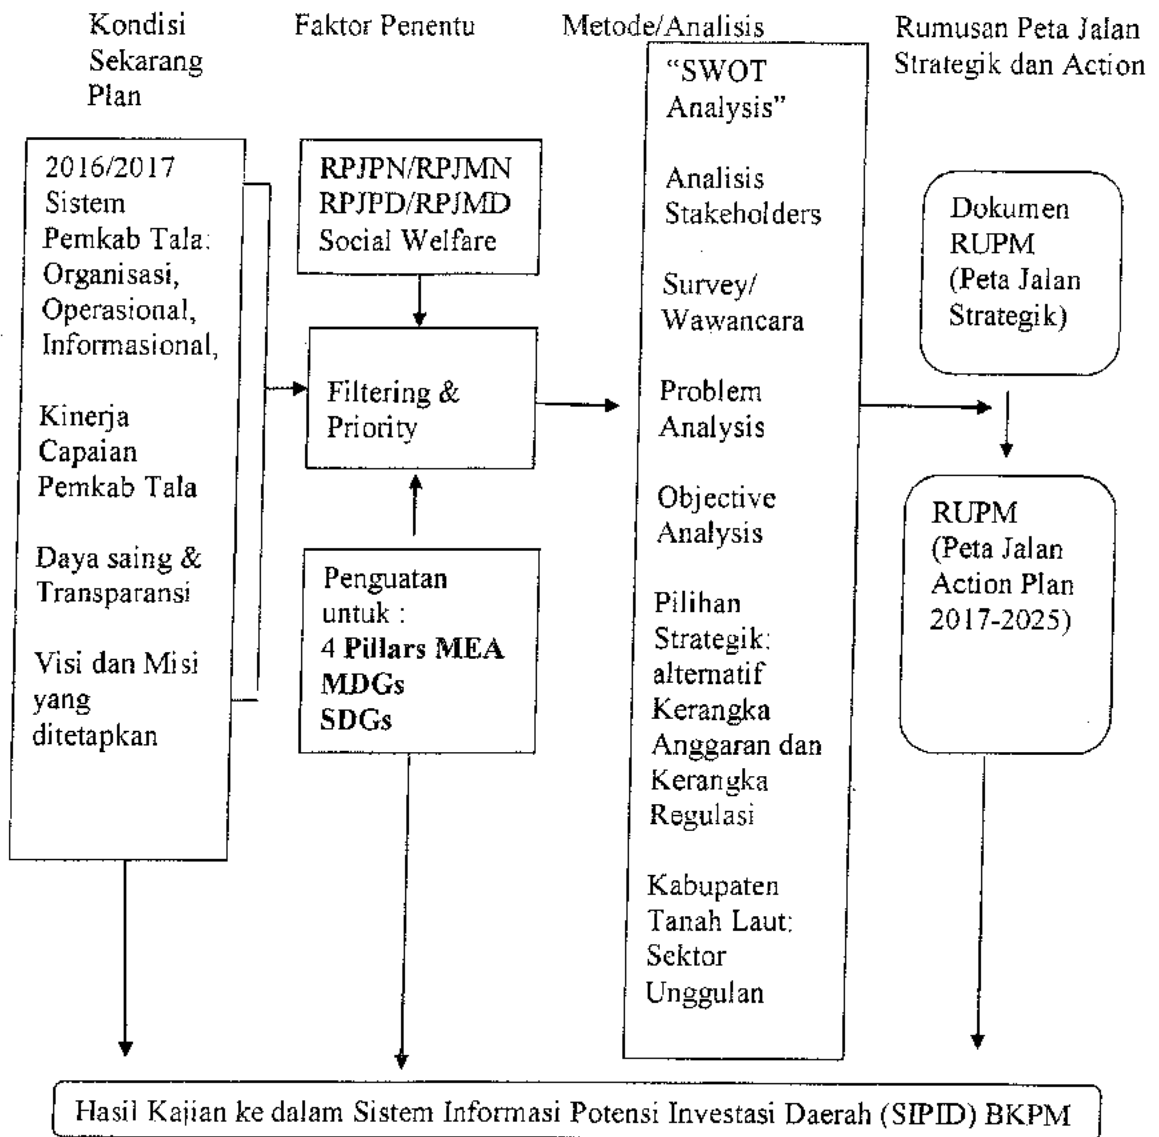 Kondisi
Sekarang
Plan
Faktor Penentu
Metode/Analisis
Rumusan Peta Jalan
Strategik dan Action
2016/2017
Sistem
Pemkab Tala:
Organisasi,
Operasional,
Informasional,
Kinerja
Capaian
Pemkab Tala
Daya saing &
Transparansi
Visi dan Misi
yang
ditetapkan
RPJPN/RPJMN
RPJPD/RPJMD
Social Welfare
Filtering &
Priority
Penguatan
untuk :
4 Pillars MEA
MDGs
SDGs
“SWOT
Analysis”
Analisis
Stakeholders
Survey/
Wawancara
Problem
Analysis
Objective
Analysis
Pilihan
Strategik:
alternatif
Kerangka
Anggaran dan
Kerangka
Regulasi
Kabupaten
Tanah Laut:
Sektor
Unggulan
Dokumen
RUPM
(Peta Jalan
Strategik)
RUPM
(Peta Jalan
Action Plan
2017-2025)
Hasil Kajian ke dalam Sistem Informasi Potensi Investasi Daerah (SIPID) BKPM